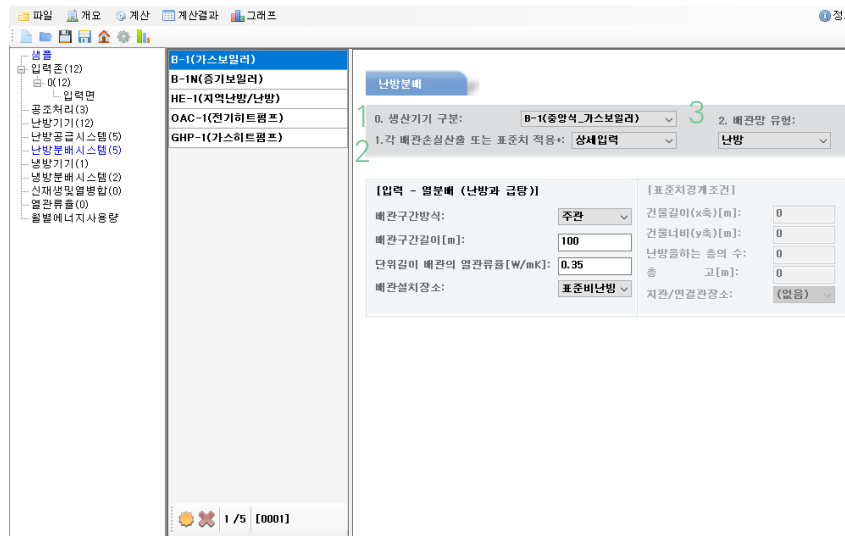 파일 개요 계산 계산결과 그래프 정
샘플
입력존(12)
0(12)
입력면
공조처리(3)
난방기기(12)
난방공급시스템(5)
난방분배시스템(5)
냉방기기(1)
냉방분배시스템(2)
신재생및열병합(0)
열관류율(0)
월별에너지사용량
B-1(가스보일러)
B-1N(증기보일러)
HE-1(지역난방/난방)
OAC-1(전기히트펌프)
GHP-1(가스히트펌프)
1 /5 [0001]
난방분배
1 0. 생산기기 구분: B-1(중앙식_가스보일러) 3 2. 배관망 유형:
2 1.각 배관손실산출 또는 표준치 적용+: 상세입력 난방
[입력 - 열분배 (난방과 급탕)]
배관구간방식: 주관
배관구간길이[m]: 100
단위길이 배관의 열관류율[W/mK]: 0.35
배관설치장소: 표준비난방
[표준치경계조건]
건물길이(x축)[m]: 0
건물너비(y축)[m]: 0
난방을하는 층의 수: 0
층 고[m]: 0
지관/연결관장소: (없음)